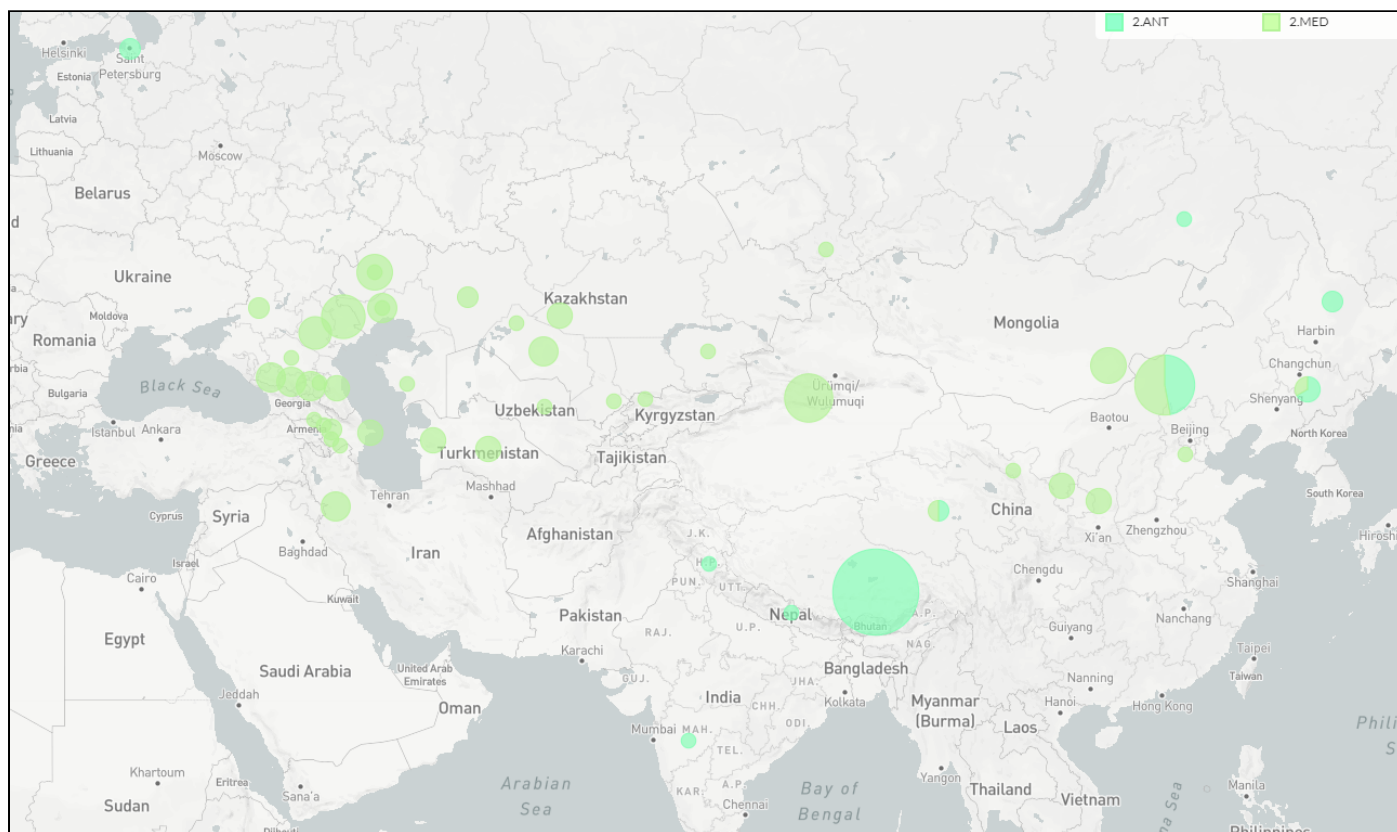 2.ANT
2.MED
Helsinki
Saint
Petersburg
Estonia
Latvia
Moscow
Lithuania
Belarus
Ukraine
Kazakhstan
Moldova
Mongolia
Romania
Harbin
Changchun
Black Sea
Ürümqi/
Wulumuqi
Bulgaria
Georgia
Uzbekistan
Kyrgyzstan
Shenyang
Baotou
Istanbul
Ankara
Beijing
North Korea
Greece
Turkmenistan
Tajikistan
Mashhad
Tehran
South Korea
Syria
Cyprus
China
Zhengzhou
Afghanistan
Xi'an
Hiroshi
J.K.
Iran
Baghdad
Israel
H.P.
Cairo
Chengdu
Shanghai
PUN.
UTT.
Kuwait
Pakistan
Nepal
A.P.
Nanchang
Bhutan
Egypt
RAJ.
U.P.
Guiyang
NAG.
Taipei
Karachi
Saudi Arabia
United Arab
Emirates
Bangladesh
Taiwan
GUJ.
JHA.
Nanning
Jeddah
India
Kolkata
Myanmar
(Burma)
Hong Kong
Oman
CHH.
Hanoi
Mumbai
MAH.
ODI.
Laos
TEL.
Khartoum
Eritrea
Arabian
Sea
Bay of
Bengal
Yangon
Manila
Sana'a
KAR.
A.P.
Thailand
Sudan
Chennai
Vietnam
Philippines